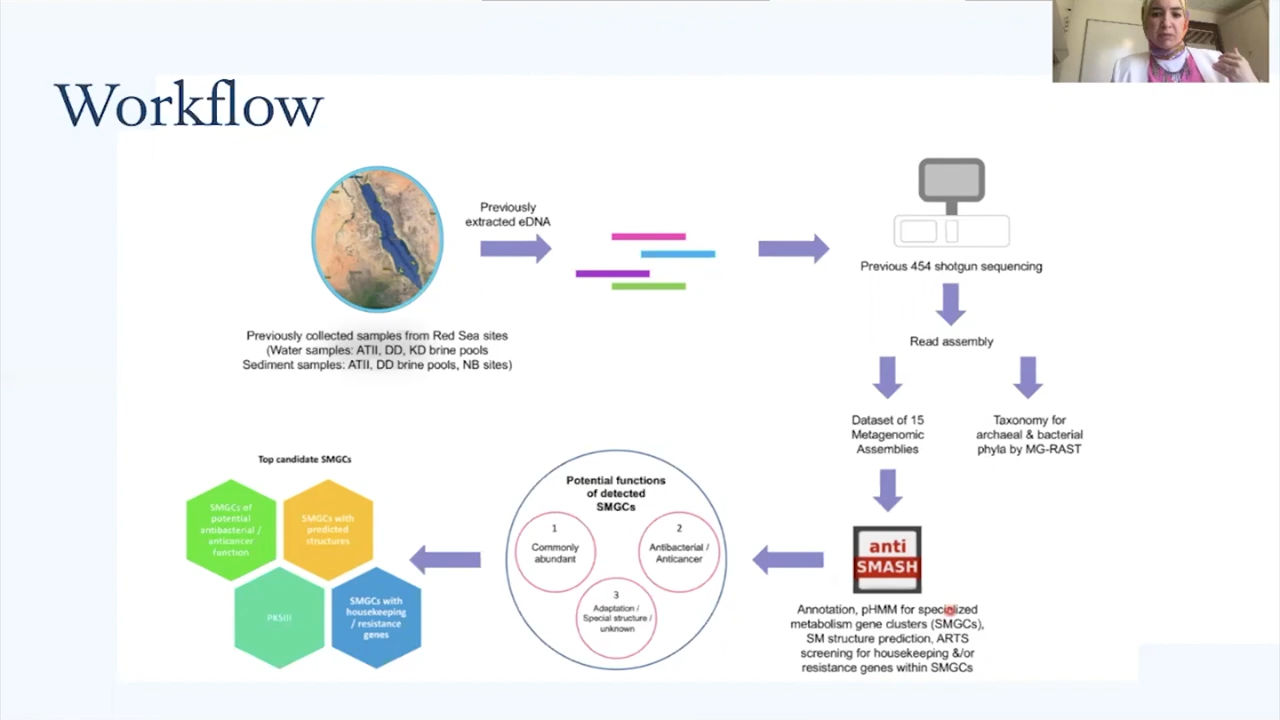 Workflow
Previously
extracted eDNA
Previous 454 shotgun sequencing
Previously collected samples from Red Sea sites
(Water samples: ATII, DD, KD brine pools
Sediment samples: ATII, DD brine pools, NB sites)
Read assembly
Dataset of 15
Metagenomic
Assemblies
Taxonomy for
archaeal & bacterial
phyla by MG-RAST
anti
SMASH
Annotation, pHMM for specialized
metabolism gene clusters (SMGCs),
SM structure prediction, ARTS
screening for housekeeping &/or
resistance genes within SMGCs
Potential functions
of detected
SMGCs
1
Commonly
abundant
2
Antibacterial /
Anticancer
3
Adaptation /
Special structure /
unknown
Top candidate SMGCs
SMGCs of
potential
antibacterial /
anticancer
function
SMGCs with
predicted
structures
PKSIII
SMGCs with
housekeeping
/ resistance
genes